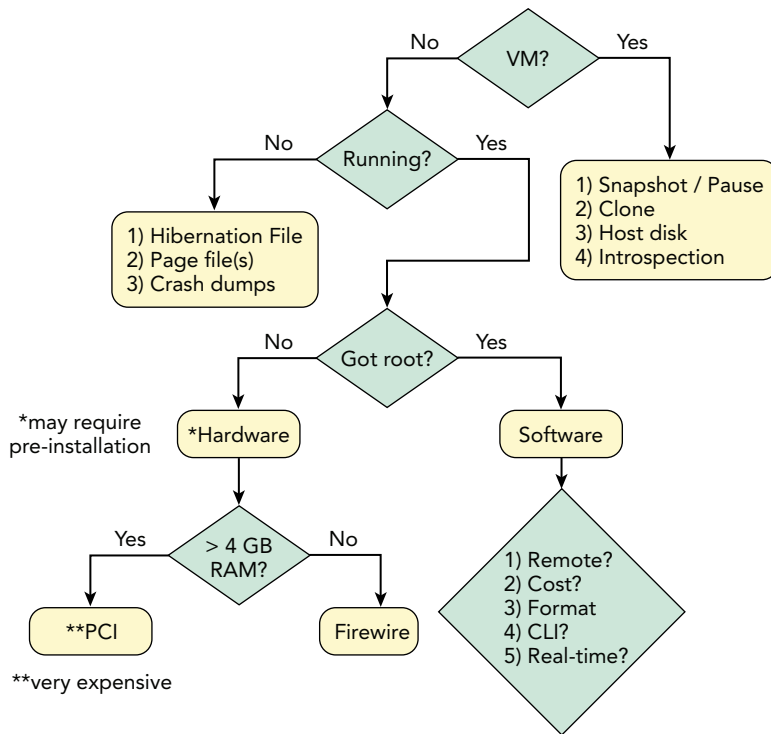 VM?
No
Yes
Running?
No
Yes
1) Snapshot / Pause
2) Clone
3) Host disk
4) Introspection
1) Hibernation File
2) Page file(s)
3) Crash dumps
Got root?
No
Yes
*may require
pre-installation
*Hardware
Software
> 4 GB
RAM?
Yes
No
1) Remote?
2) Cost?
3) Format
4) CLI?
5) Real-time?
**PCI
Firewire
**very expensive